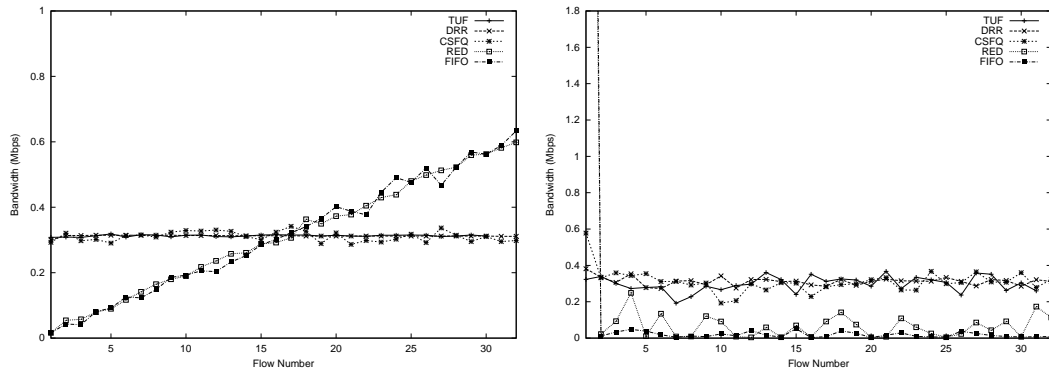 1
0.8
0.6
0.4
0.2
0
5
10
15
20
25
30
Bandwidth (Mbps)
Flow Number
TUF
DRR
CSFQ
RED
FIFO
1.8
1.6
1.4
1.2
1
0.8
0.6
0.4
0.2
0
5
10
15
20
25
30
Bandwidth (Mbps)
Flow Number
TUF
DRR
CSFQ
RED
FIFO